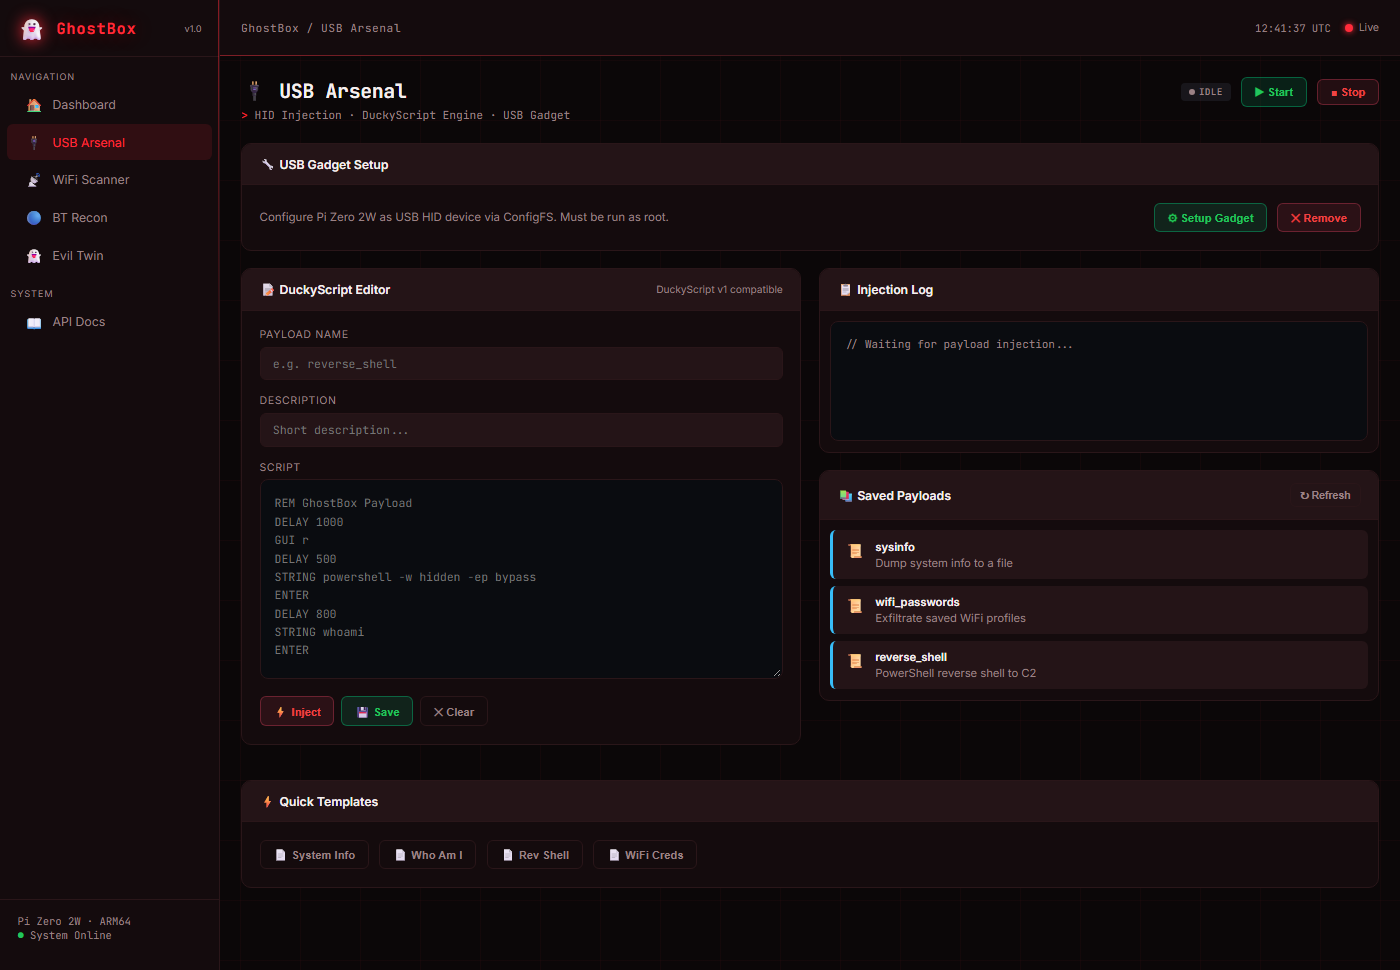 GhostBox v1.0
GhostBox / USB Arsenal
12:41:37 UTC Live
NAVIGATION
Dashboard
USB Arsenal
WiFi Scanner
BT Recon
Evil Twin
SYSTEM
API Docs
Pi Zero 2W · ARM64
System Online
USB Arsenal
> HID Injection · DuckyScript Engine · USB Gadget
IDLE
Start
Stop
USB Gadget Setup
Configure Pi Zero 2W as USB HID device via ConfigFS. Must be run as root.
Setup Gadget
Remove
DuckyScript Editor
DuckyScript v1 compatible
PAYLOAD NAME
e.g. reverse_shell
DESCRIPTION
Short description...
SCRIPT
REM GhostBox Payload
DELAY 1000
GUI r
DELAY 500
STRING powershell -w hidden -ep bypass
ENTER
DELAY 800
STRING whoami
ENTER
Inject
Save
Clear
Injection Log
// Waiting for payload injection...
Saved Payloads
Refresh
sysinfo
Dump system info to a file
wifi_passwords
Exfiltrate saved WiFi profiles
reverse_shell
PowerShell reverse shell to C2
Quick Templates
System Info
Who Am I
Rev Shell
WiFi Creds